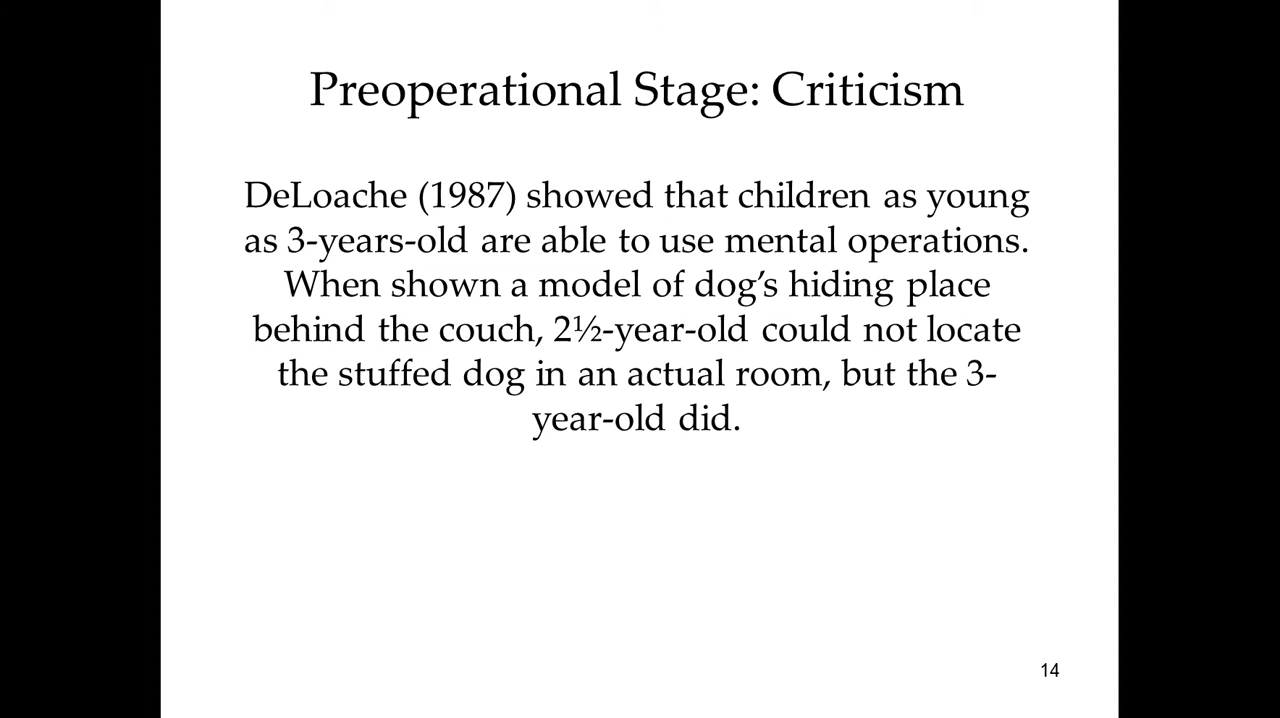 Preoperational Stage: Criticism
DeLoache (1987) showed that children as young
as 3-years-old are able to use mental operations.
When shown a model of dog’s hiding place
behind the couch, 2½-year-old could not locate
the stuffed dog in an actual room, but the 3-
year-old did.
14